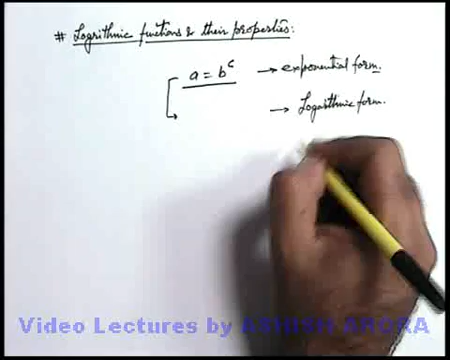 # Logrithmic functions & their properties:
a = b^c → exponential form.
→ Logarithmic form.
Video Lectures by ASHISH ARORA